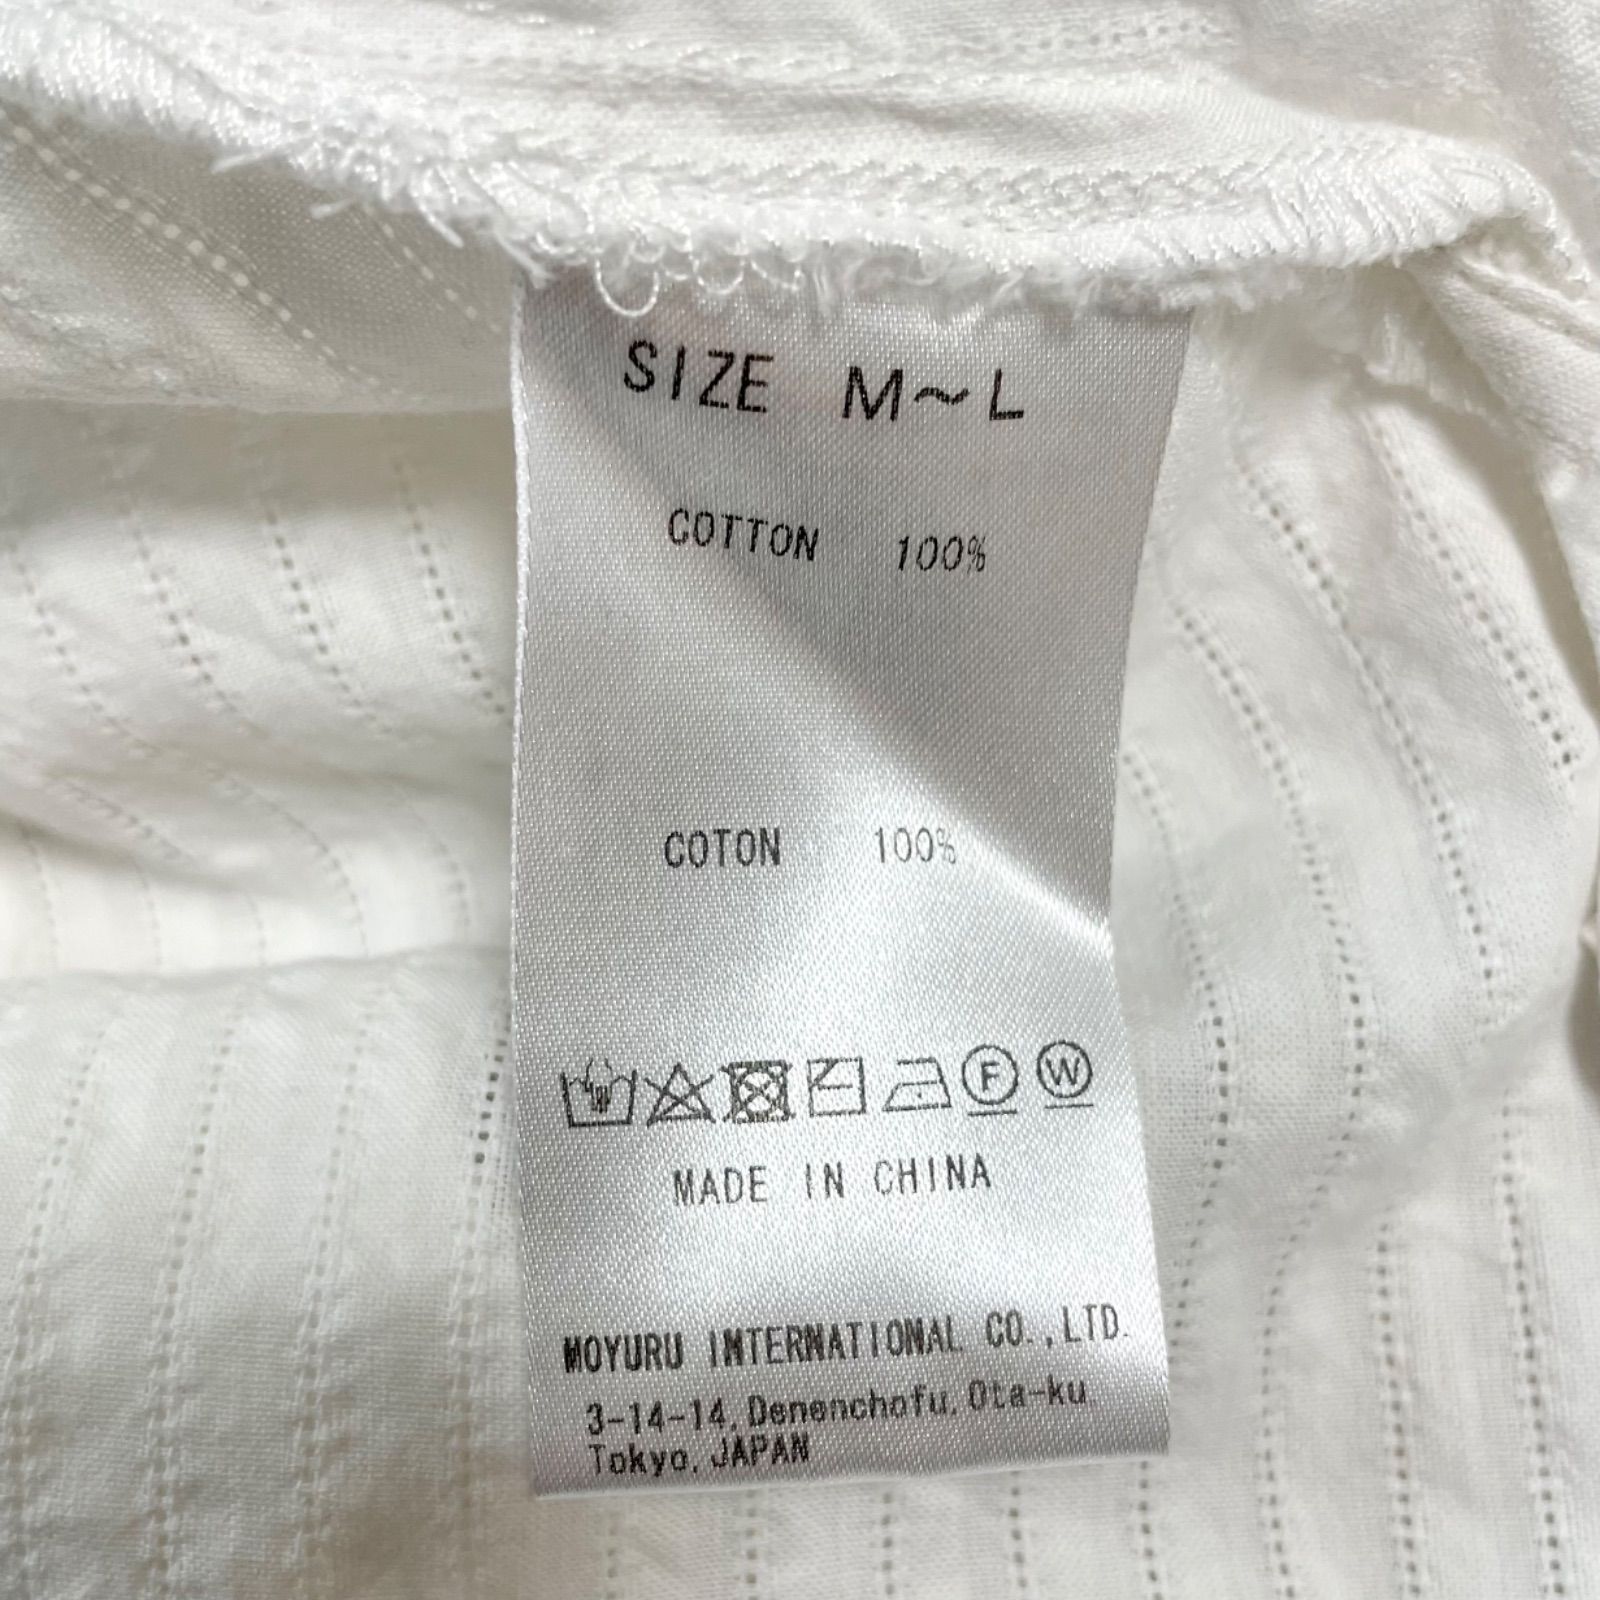 SIZE M～L
COTTON 100%
COTON 100%
F W
MADE IN CHINA
MOYURU INTERNATIONAL CO.,LTD.
3-14-14,Denenchofu,Ota-ku,
Tokyo,JAPAN